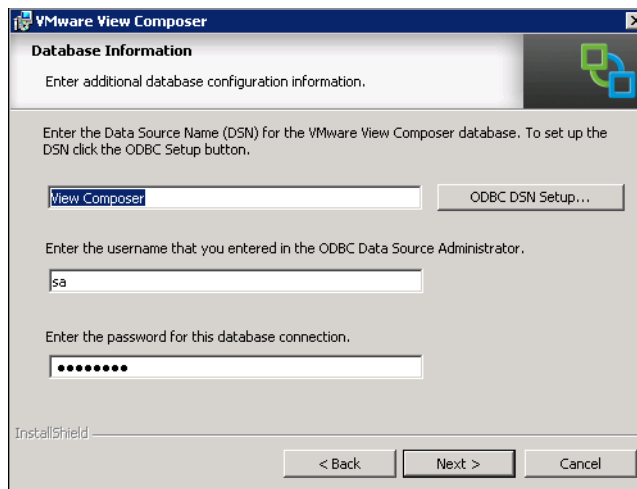 VMware View Composer
Database Information
Enter additional database configuration information.
Enter the Data Source Name (DSN) for the VMware View Composer database. To set up the
DSN click the ODBC Setup button.
View Composer
ODBC DSN Setup...
Enter the username that you entered in the ODBC Data Source Administrator.
sa
Enter the password for this database connection.
••••••••
InstallShield
< Back
Next >
Cancel